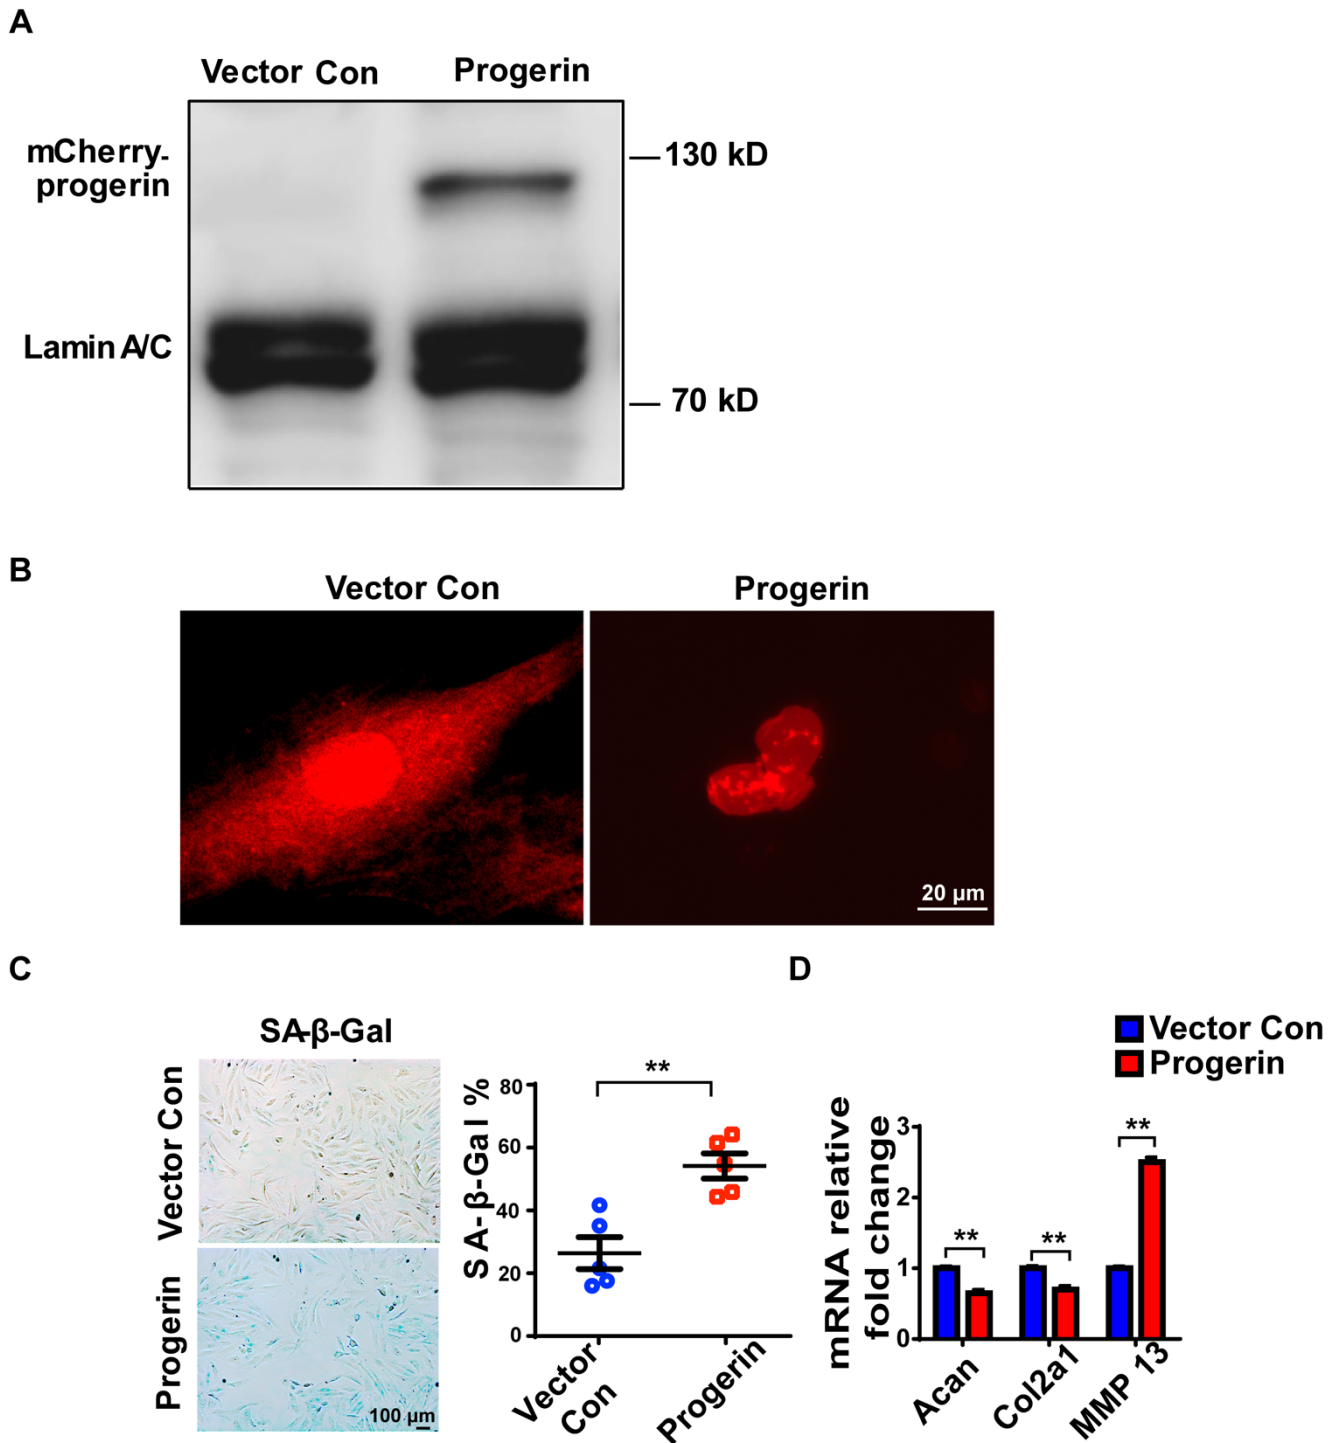 A
Vector Con
Progerin
mCherry-
progerin
130 kD
Lamin A/C
70 kD
B
Vector Con
Progerin
20 µm
C
SA-β-Gal
Vector Con
Progerin
100 µm
SA-β-Gal %
80
60
40
20
0
**
Vector
Con
Progerin
D
Vector Con
Progerin
mRNA relative
fold change
3
2
1
0
**
**
**
Acan
Col2a1
MMP 13